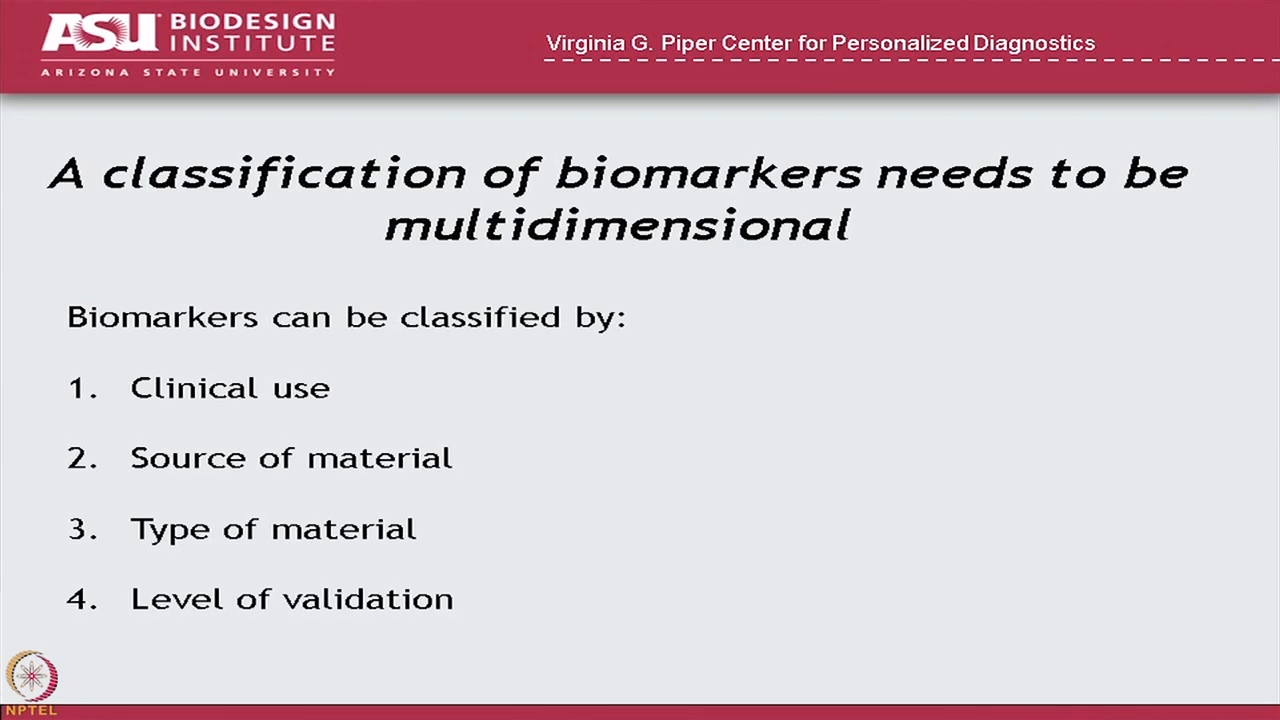 ASU BIODESIGN INSTITUTE
ARIZONA STATE UNIVERSITY
Virginia G. Piper Center for Personalized Diagnostics
A classification of biomarkers needs to be
multidimensional
Biomarkers can be classified by:
1. Clinical use
2. Source of material
3. Type of material
4. Level of validation
NPTEL